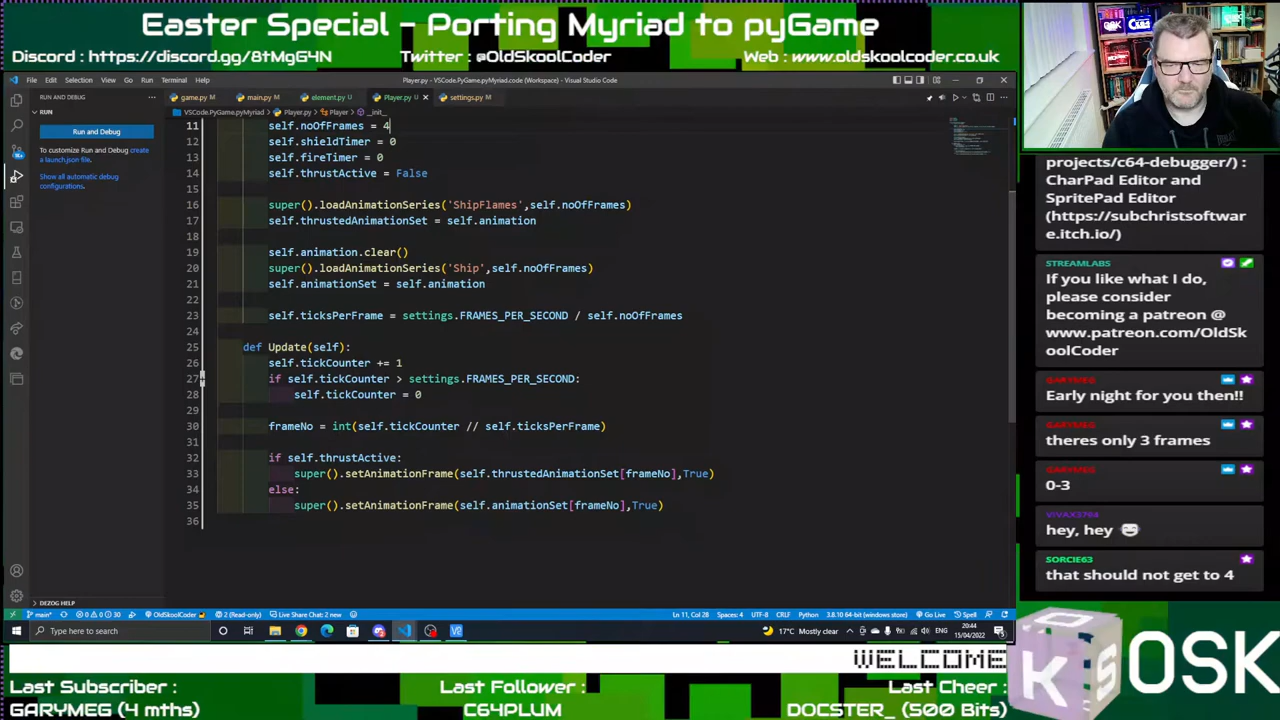 Easter Special - Porting Myriad to pyGame
Discord : https://discord.gg/8tMgG4N
Twitter : @OldSkoolCoder
Web : www.oldskoolcoder.co.uk
File Edit Selection View Go Run Terminal Help
Player.py - VSCode.PyGame.pyMyriad.code (Workspace) - Visual Studio Code
RUN AND DEBUG
game.py
main.py
element.py
Player.py
settings.py
RUN
VSCode.PyGame.pyMyriad > Player.py > Player > __init__
Run and Debug
To customize Run and Debug create
a launch.json file.
Show all automatic debug
configurations.
11 self.noOfFrames = 4
12 self.shieldTimer = 0
13 self.fireTimer = 0
14 self.thrustActive = False
15
16 super().loadAnimationSeries('ShipFlames',self.noOfFrames)
17 self.thrustedAnimationSet = self.animation
18
19 self.animation.clear()
20 super().loadAnimationSeries('Ship',self.noOfFrames)
21 self.animationSet = self.animation
22
23 self.ticksPerFrame = settings.FRAMES_PER_SECOND / self.noOfFrames
24
25 def Update(self):
26 self.tickCounter += 1
27 if self.tickCounter > settings.FRAMES_PER_SECOND:
28 self.tickCounter = 0
29
30 frameNo = int(self.tickCounter // self.ticksPerFrame)
31
32 if self.thrustActive:
33 super().setAnimationFrame(self.thrustedAnimationSet[frameNo],True)
34 else:
35 super().setAnimationFrame(self.animationSet[frameNo],True)
36
DEZOG HELP
main* 0 0 30 OldSkoolCoder 2 (Read-only) Live Share Chat: 2 new
Ln 11, Col 28 Spaces: 4 UTF-8 CRLF Python 3.8.10 64-bit (windows store) Go Live Spell
Type here to search
17°C Mostly clear
ENG
20:44
15/04/2022
projects/c64-debugger/) :
CharPad Editor and
SpritePad Editor
(https://subchristsoftwar
e.itch.io/)
STREAMLABS
If you like what I do,
please consider
becoming a patreon @
www.patreon.com/OldSk
oolCoder
GARYMEG
Early night for you then!!
GARYMEG
theres only 3 frames
GARYMEG
0-3
VIVAX3794
hey, hey
SORCIE63
that should not get to 4
WELCOME
K S OSK
Last Subscriber :
GARYMEG (4 mths)
Last Follower :
C64PLUM
Last Cheer :
DOCSTER_ (500 Bits)